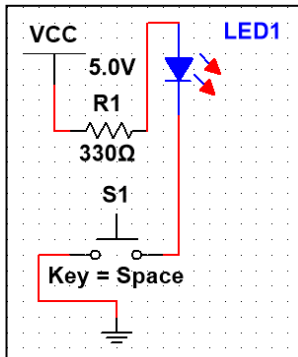 VCC
LED1
5.0V
R1
330Ω
S1
Key = Space